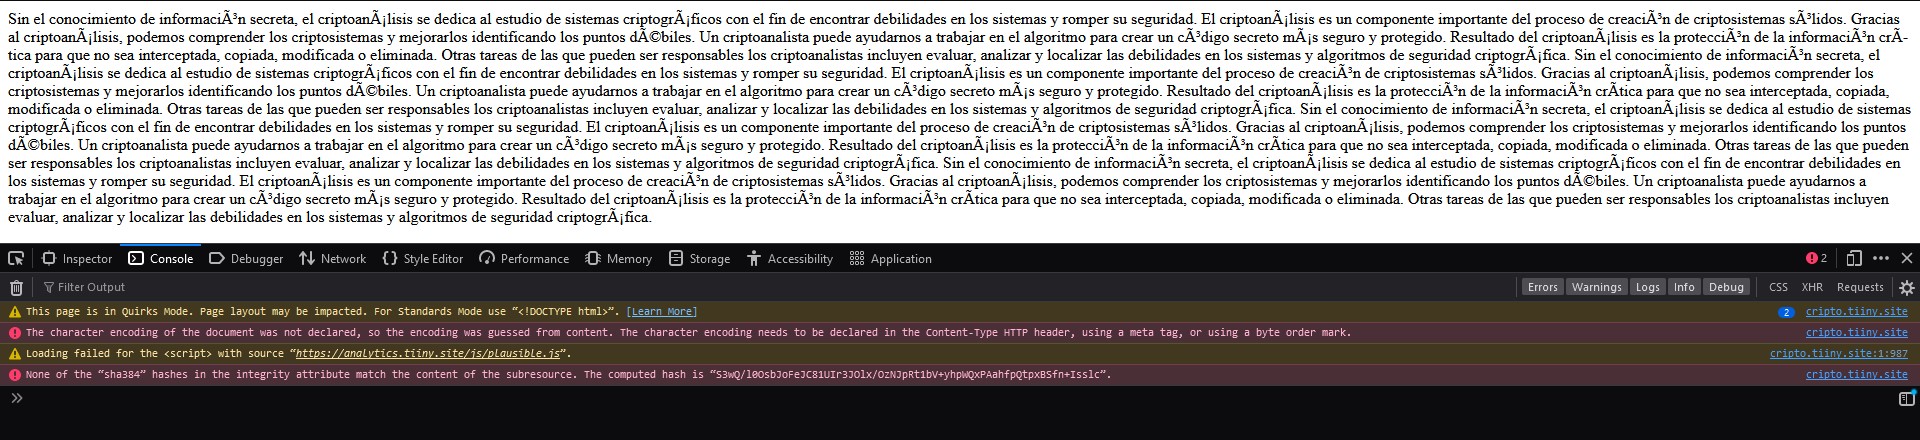 Sin el conocimiento de informaciÃ³n secreta, el criptoanÃ¡lisis se dedica al estudio de sistemas criptogrÃ¡ficos con el fin de encontrar debilidades en los sistemas y romper su seguridad. El criptoanÃ¡lisis es un componente importante del proceso de creaciÃ³n de criptosistemas sÃ³lidos. Gracias
al criptoanÃ¡lisis, podemos comprender los criptosistemas y mejorarlos identificando los puntos dÃ©biles. Un criptoanalista puede ayudarnos a trabajar en el algoritmo para crear un cÃ³digo secreto mÃ¡s seguro y protegido. Resultado del criptoanÃ¡lisis es la protecciÃ³n de la informaciÃ³n crÃ-
tica para que no sea interceptada, copiada, modificada o eliminada. Otras tareas de las que pueden ser responsables los criptoanalistas incluyen evaluar, analizar y localizar las debilidades en los sistemas y algoritmos de seguridad criptogrÃ¡fica. Sin el conocimiento de informaciÃ³n secreta, el
criptoanÃ¡lisis se dedica al estudio de sistemas criptogrÃ¡ficos con el fin de encontrar debilidades en los sistemas y romper su seguridad. El criptoanÃ¡lisis es un componente importante del proceso de creaciÃ³n de criptosistemas sÃ³lidos. Gracias al criptoanÃ¡lisis, podemos comprender los
criptosistemas y mejorarlos identificando los puntos dÃ©biles. Un criptoanalista puede ayudarnos a trabajar en el algoritmo para crear un cÃ³digo secreto mÃ¡s seguro y protegido. Resultado del criptoanÃ¡lisis es la protecciÃ³n de la informaciÃ³n crÃtica para que no sea interceptada, copiada,
modificada o eliminada. Otras tareas de las que pueden ser responsables los criptoanalistas incluyen evaluar, analizar y localizar las debilidades en los sistemas y algoritmos de seguridad criptogrÃ¡fica. Sin el conocimiento de informaciÃ³n secreta, el criptoanÃ¡lisis se dedica al estudio de sistemas
criptogrÃ¡ficos con el fin de encontrar debilidades en los sistemas y romper su seguridad. El criptoanÃ¡lisis es un componente importante del proceso de creaciÃ³n de criptosistemas sÃ³lidos. Gracias al criptoanÃ¡lisis, podemos comprender los criptosistemas y mejorarlos identificando los puntos
dÃ©biles. Un criptoanalista puede ayudarnos a trabajar en el algoritmo para crear un cÃ³digo secreto mÃ¡s seguro y protegido. Resultado del criptoanÃ¡lisis es la protecciÃ³n de la informaciÃ³n crÃtica para que no sea interceptada, copiada, modificada o eliminada. Otras tareas de las que pueden
ser responsables los criptoanalistas incluyen evaluar, analizar y localizar las debilidades en los sistemas y algoritmos de seguridad criptogrÃ¡fica. Sin el conocimiento de informaciÃ³n secreta, el criptoanÃ¡lisis se dedica al estudio de sistemas criptogrÃ¡ficos con el fin de encontrar debilidades en
los sistemas y romper su seguridad. El criptoanÃ¡lisis es un componente importante del proceso de creaciÃ³n de criptosistemas sÃ³lidos. Gracias al criptoanÃ¡lisis, podemos comprender los criptosistemas y mejorarlos identificando los puntos dÃ©biles. Un criptoanalista puede ayudarnos a
trabajar en el algoritmo para crear un cÃ³digo secreto mÃ¡s seguro y protegido. Resultado del criptoanÃ¡lisis es la protecciÃ³n de la informaciÃ³n crÃtica para que no sea interceptada, copiada, modificada o eliminada. Otras tareas de las que pueden ser responsables los criptoanalistas incluyen
evaluar, analizar y localizar las debilidades en los sistemas y algoritmos de seguridad criptogrÃ¡fica.
Inspector Console Debugger Network Style Editor Performance Memory Storage Accessibility Application 2
Filter Output Errors Warnings Logs Info Debug CSS XHR Requests
This page is in Quirks Mode. Page layout may be impacted. For Standards Mode use “<!DOCTYPE html>”. [Learn More] 2 cripto.tiiny.site
The character encoding of the document was not declared, so the encoding was guessed from content. The character encoding needs to be declared in the Content-Type HTTP header, using a meta tag, or using a byte order mark. cripto.tiiny.site
Loading failed for the <script> with source “https://analytics.tiiny.site/js/plausible.js”. cripto.tiiny.site:1:987
None of the “sha384” hashes in the integrity attribute match the content of the subresource. The computed hash is “S3wQ/l0OsbJoFeJC81UIr3JOlx/OzNJpRt1bV+yhpWQxPAahfpQtpxBSfn+Isslc”. cripto.tiiny.site